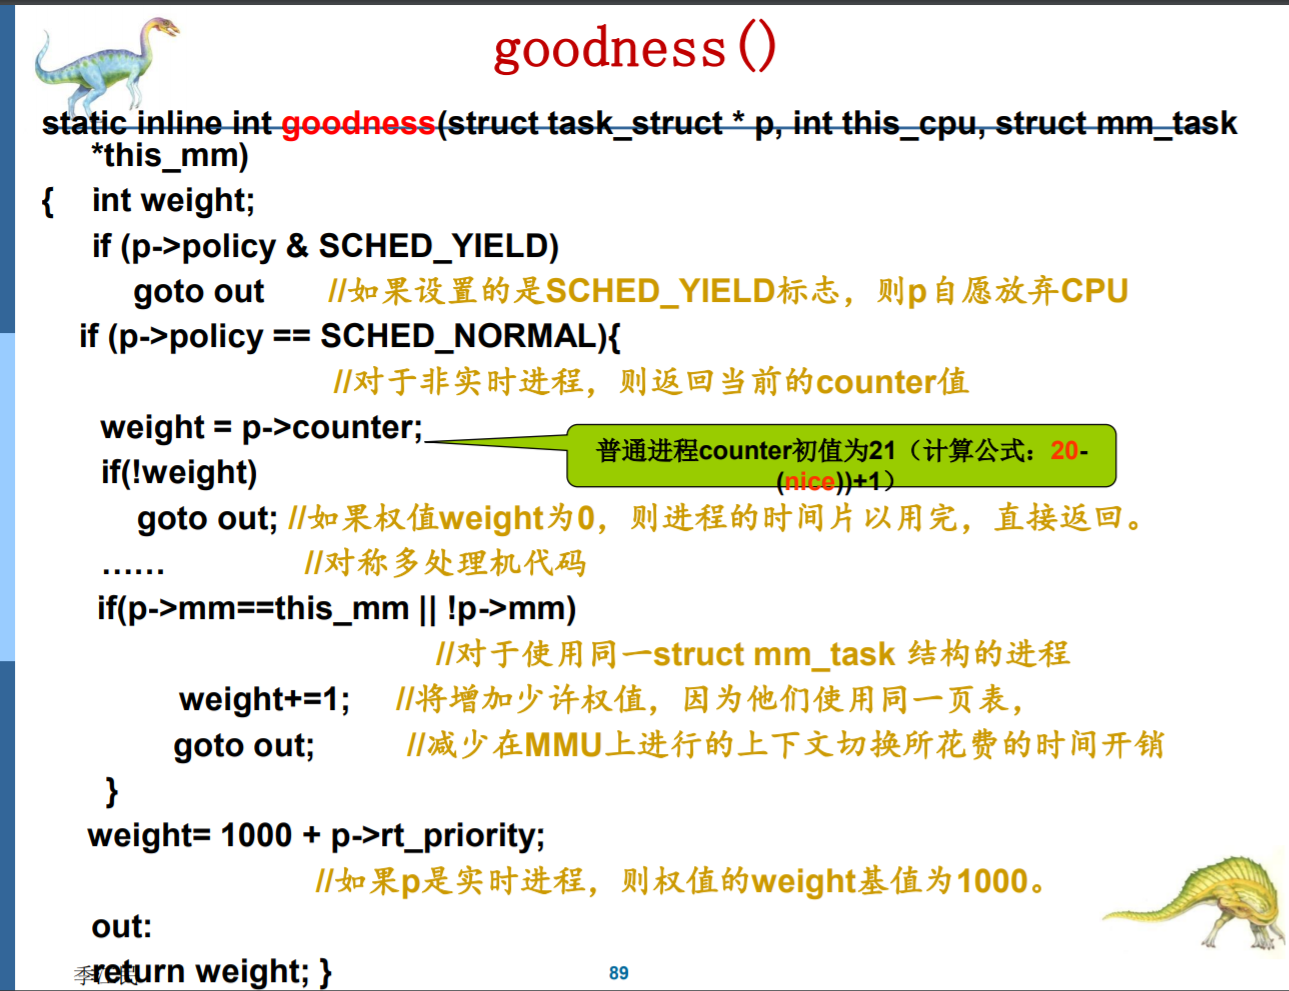 goodness()
static inline int goodness(struct task_struct * p, int this_cpu, struct mm_task
*this_mm)
{ int weight;
if (p->policy & SCHED_YIELD)
goto out //如果设置的是SCHED_YIELD标志，则p自愿放弃CPU
if (p->policy == SCHED_NORMAL){
//对于非实时进程，则返回当前的counter值
weight = p->counter;
普通进程counter初值为21（计算公式：20-
(nice))+1）
if(!weight)
goto out; //如果权值weight为0，则进程的时间片以用完，直接返回。
…… //对称多处理机代码
if(p->mm==this_mm || !p->mm)
//对于使用同一struct mm_task 结构的进程
weight+=1; //将增加少许权值，因为他们使用同一页表，
goto out; //减少在MMU上进行的上下文切换所花费的时间开销
}
weight= 1000 + p->rt_priority;
//如果p是实时进程，则权值的weight基值为1000。
out:
return weight; }
89